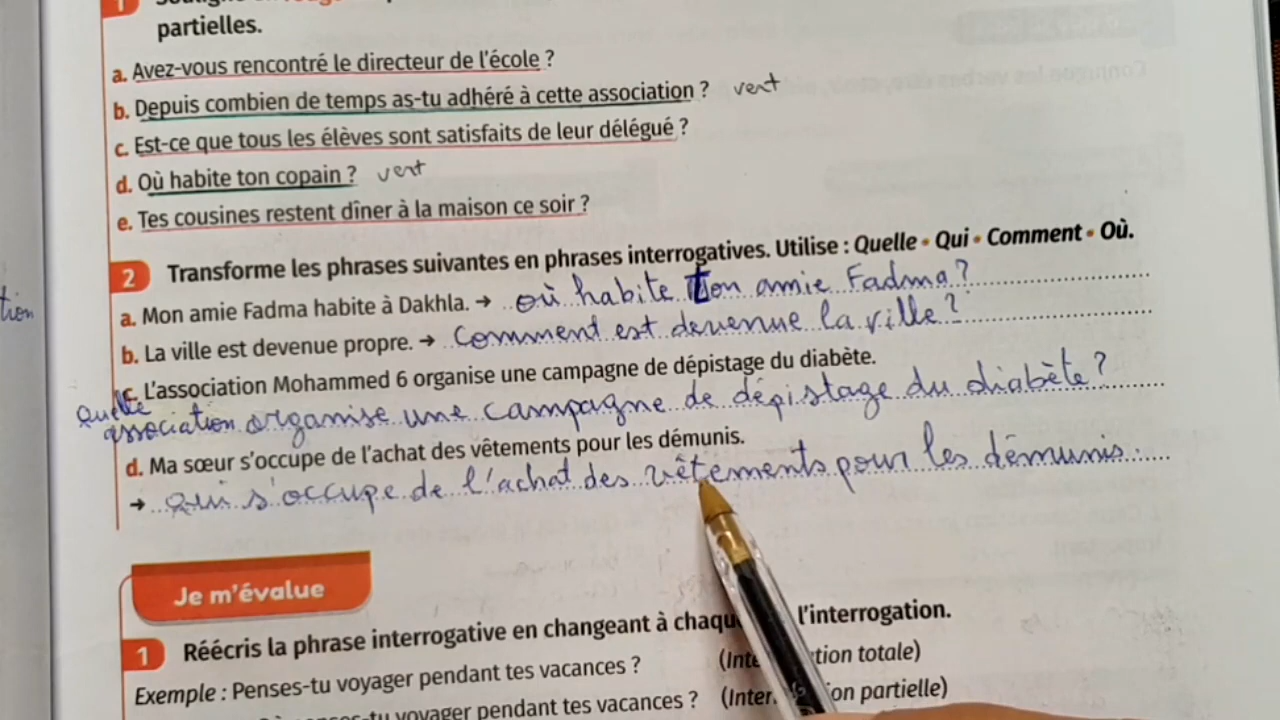 1
partielles.
a. Avez-vous rencontré le directeur de l'école ?
b. Depuis combien de temps as-tu adhéré à cette association ? vert
c. Est-ce que tous les élèves sont satisfaits de leur délégué ?
d. Où habite ton copain ? vert
e. Tes cousines restent dîner à la maison ce soir ?
2 Transforme les phrases suivantes en phrases interrogatives. Utilise : Quelle • Qui • Comment • Où.
a. Mon amie Fadma habite à Dakhla. → où habite ton amie Fadma ?
b. La ville est devenue propre. → Comment est devenue la ville ?
c. L'association Mohammed 6 organise une campagne de dépistage du diabète.
Quelle association organise une campagne de dépistage du diabète ?
d. Ma sœur s'occupe de l'achat des vêtements pour les démunis.
→ qui s'occupe de l'achat des vêtements pour les démunis.
Je m'évalue
1 Réécris la phrase interrogative en changeant à l'interrogation.
Exemple : Penses-tu voyager pendant tes vacances ? (Inte tion totale)
-tu voyager pendant tes vacances ? (Inter on partielle)
tion